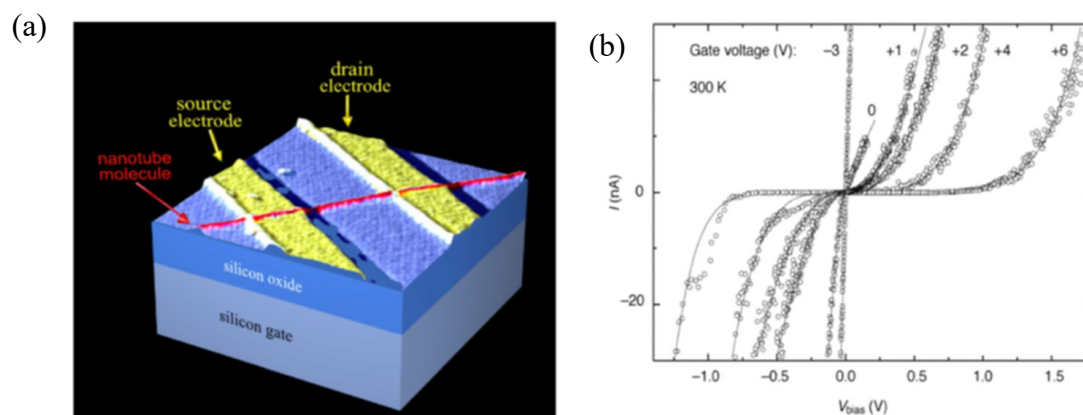 (a)
drain
electrode
source
electrode
nanotube
molecule
silicon oxide
silicon gate
(b)
Gate voltage (V): −3 +1 +2 +4 +6
300 K
0
I (nA)
0
−20
−1.0 −0.5 0.0 0.5 1.0 1.5
Vbias (V)